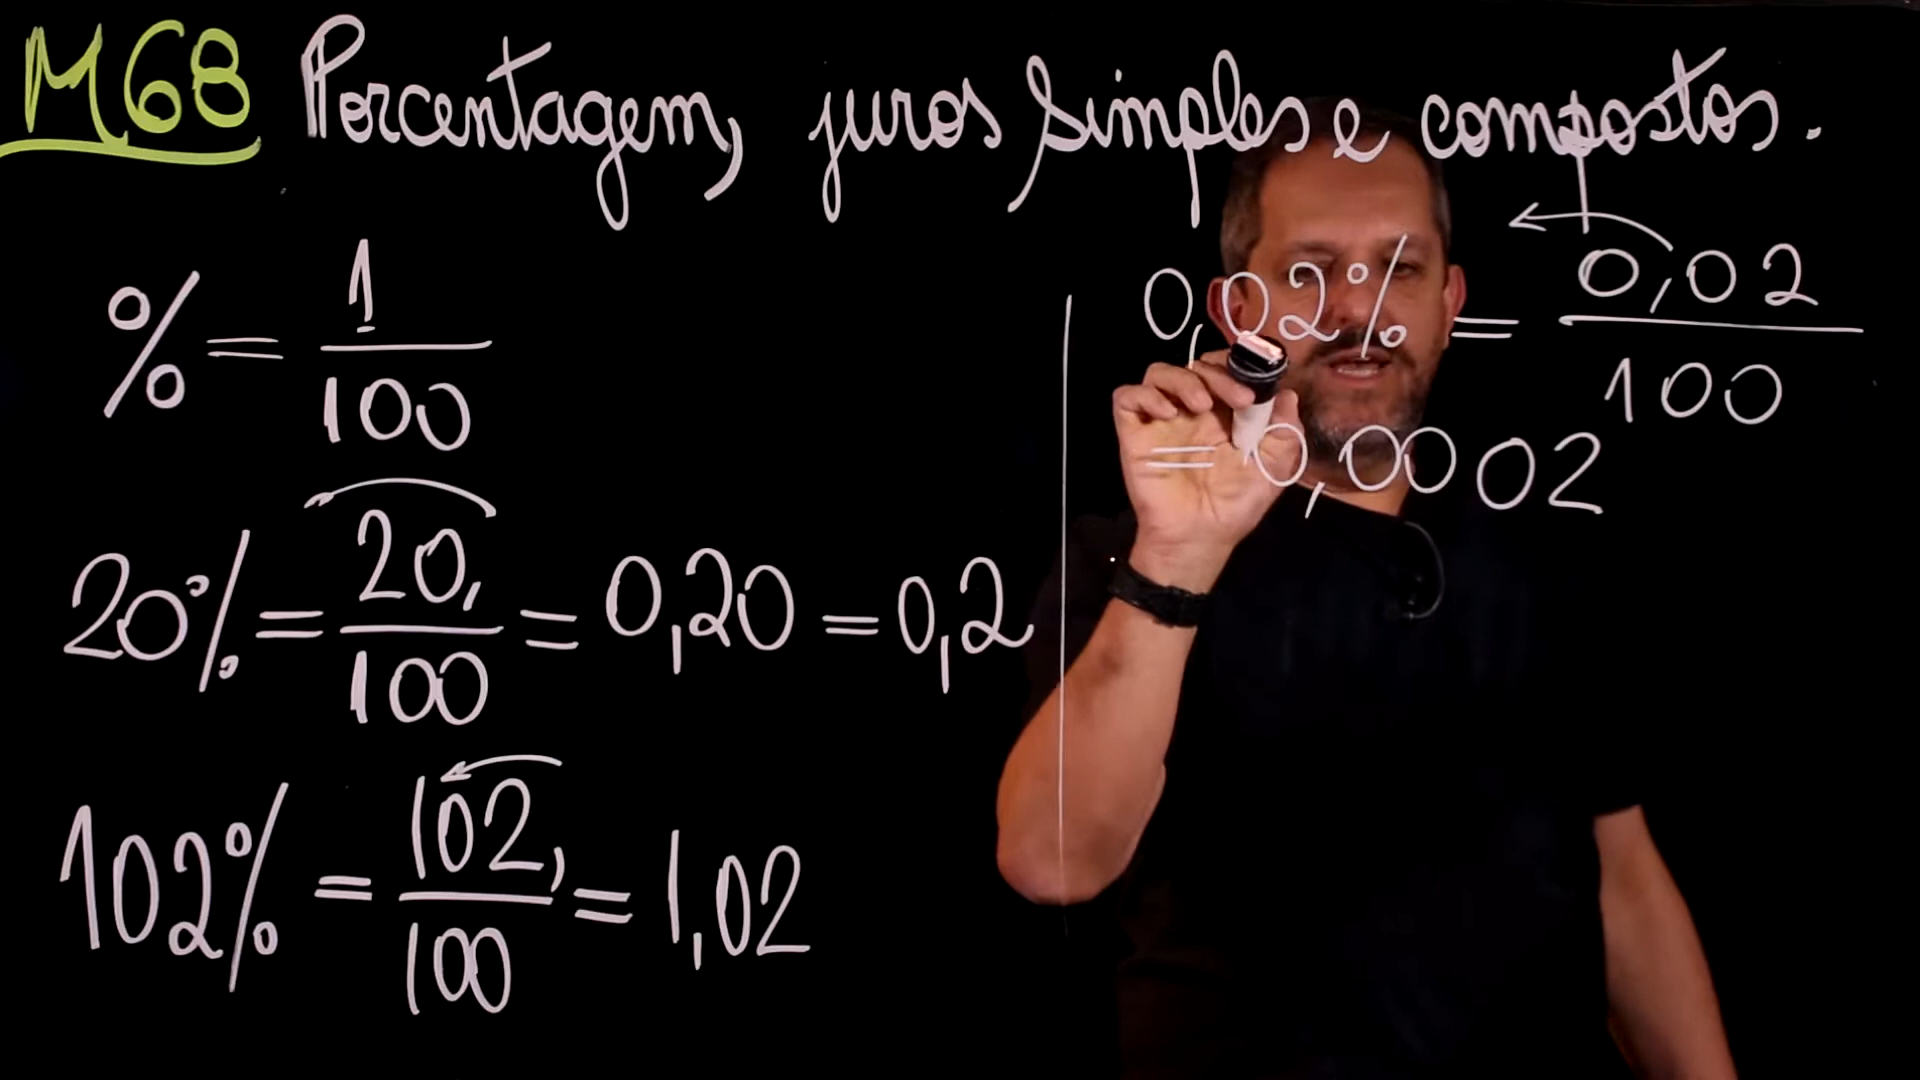 M68 Porcentagem, juros simples e compostos.
% = 1/100
20% = 20,/100 = 0,20 = 0,2
102% = 102,/100 = 1,02
0,02% = 0,02/100
= 0,0002